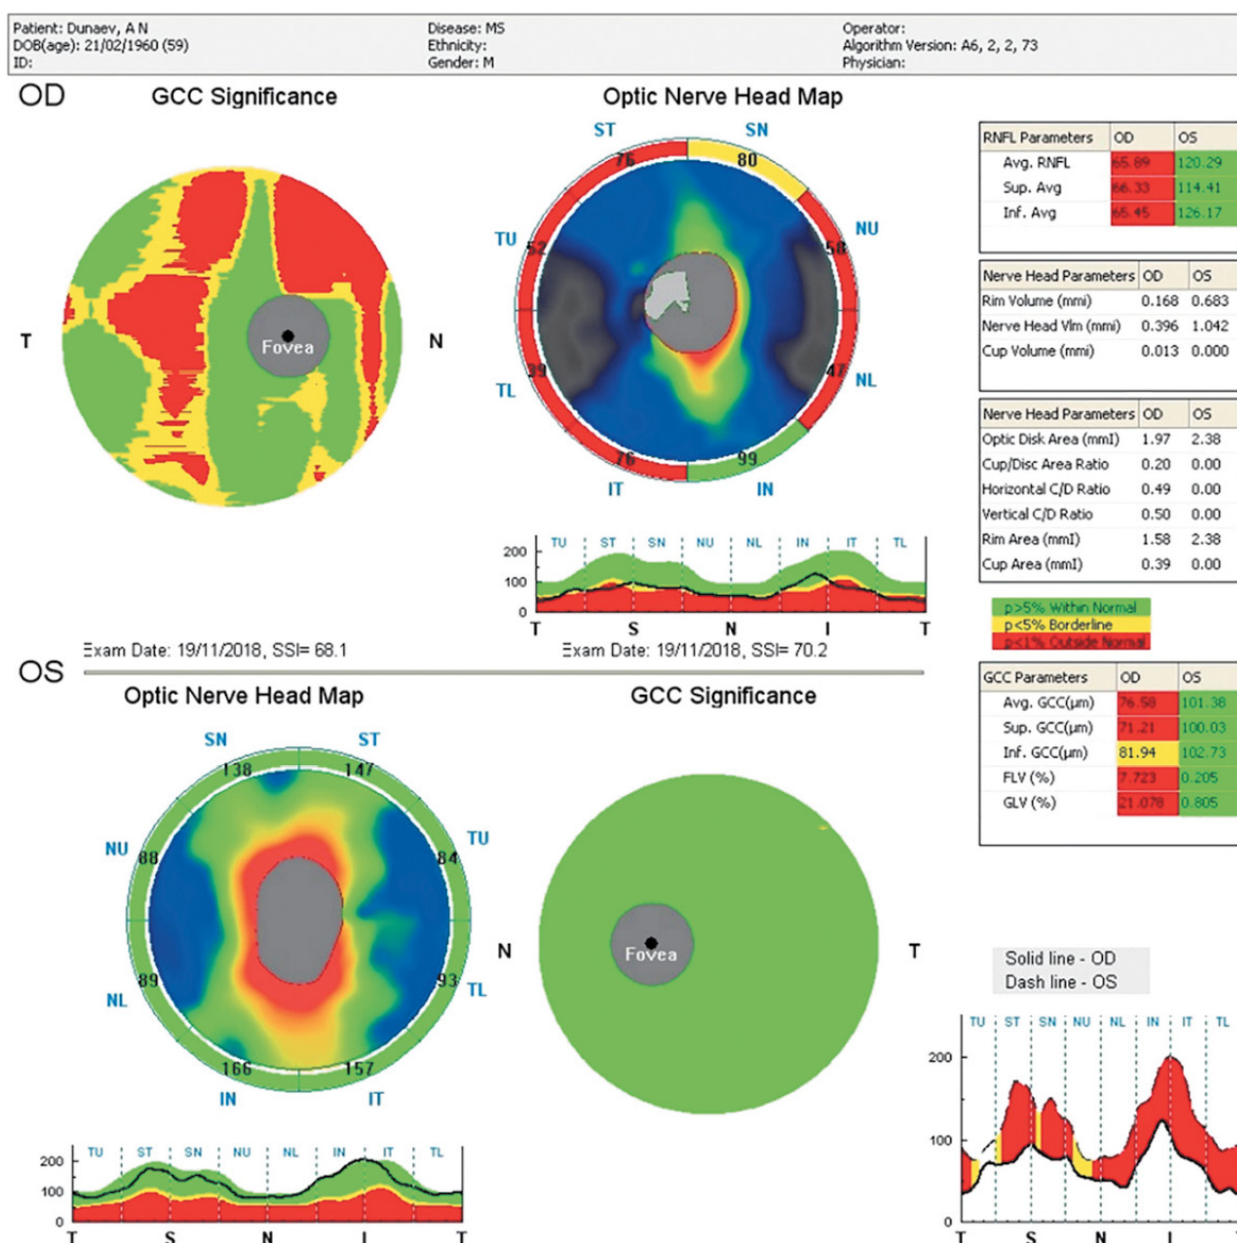 Patient: Dunaev, A N
DOB(age): 21/02/1960 (59)
ID:
Disease: MS
Ethnicity:
Gender: M
Operator:
Algorithm Version: A6, 2, 2, 73
Physician:
OD
GCC Significance
T
N
Fovea
Optic Nerve Head Map
ST
SN
76
80
TU
NU
52
58
TL
NL
39
47
76
99
IT
IN
TU ST SN NU NL IN IT TL
200
100
0
T S N I T
RNFL Parameters OD OS
Avg. RNFL 65.89 120.29
Sup. Avg 66.33 114.41
Inf. Avg 65.45 126.17
Nerve Head Parameters OD OS
Rim Volume (mmi) 0.168 0.683
Nerve Head Vlm (mmi) 0.396 1.042
Cup Volume (mmi) 0.013 0.000
Nerve Head Parameters OD OS
Optic Disk Area (mmI) 1.97 2.38
Cup/Disc Area Ratio 0.20 0.00
Horizontal C/D Ratio 0.49 0.00
Vertical C/D Ratio 0.50 0.00
Rim Area (mmI) 1.58 2.38
Cup Area (mmI) 0.39 0.00
p>5% Within Normal
p<5% Borderline
p<1% Outside Normal
Exam Date: 19/11/2018, SSI= 68.1
Exam Date: 19/11/2018, SSI= 70.2
OS
Optic Nerve Head Map
SN
ST
138
147
NU
TU
88
84
NL
TL
89
93
166
157
IN
IT
TU ST SN NU NL IN IT TL
200
100
0
T S N I T
GCC Significance
N
T
Fovea
GCC Parameters OD OS
Avg. GCC(µm) 76.58 101.38
Sup. GCC(µm) 71.21 100.03
Inf. GCC(µm) 81.94 102.73
FLV (%) 7.723 0.205
GLV (%) 21.078 0.805
Solid line - OD
Dash line - OS
TU ST SN NU NL IN IT TL
200
100
0
T S N I T